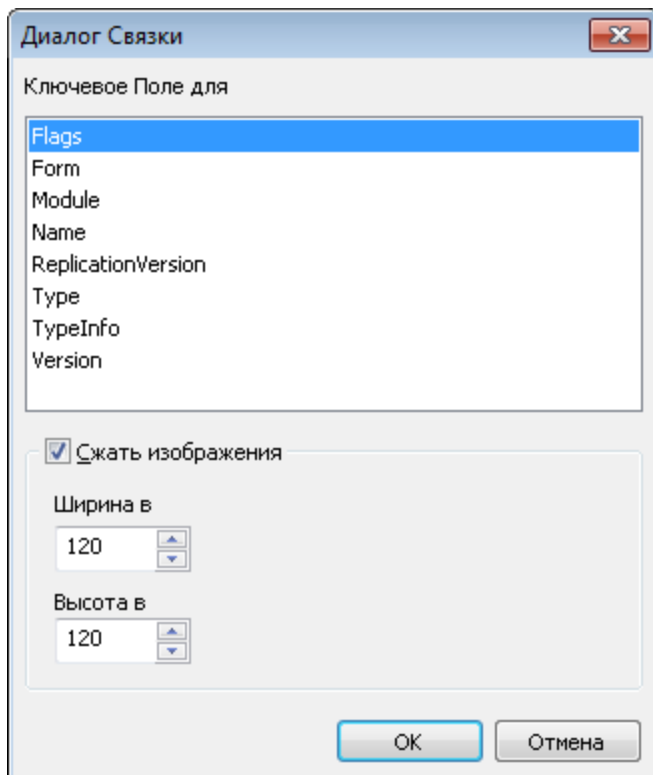 Диалог Связки
Ключевое Поле для
Flags
Form
Module
Name
ReplicationVersion
Type
TypeInfo
Version
Сжать изображения
Ширина в
120
Высота в
120
OK
Отмена